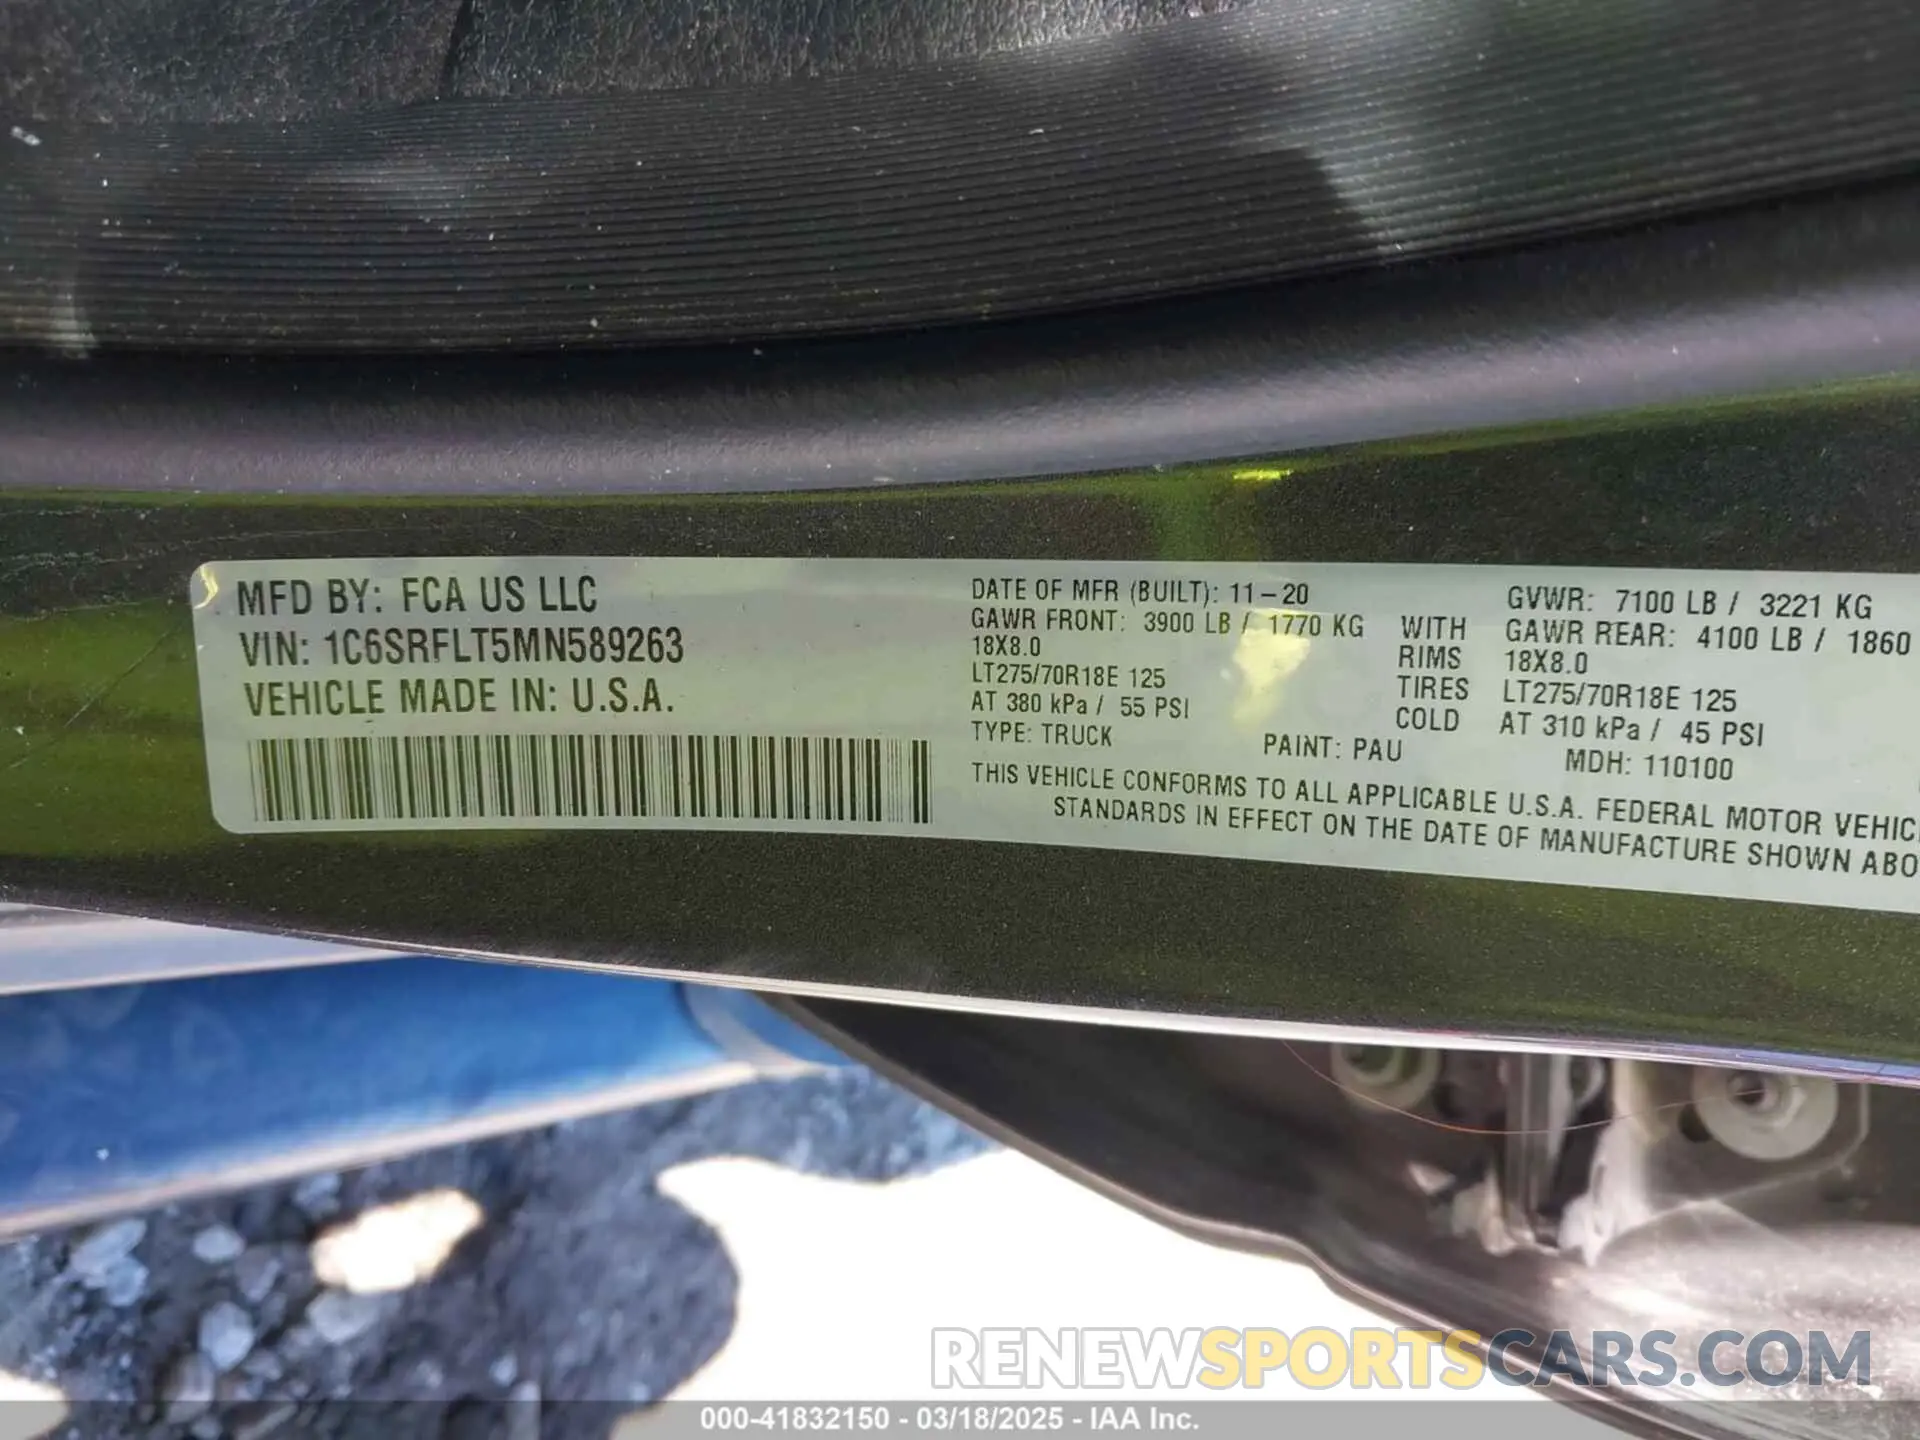 MFD BY: FCA US LLC
VIN: 1C6SRFLT5MN589263
VEHICLE MADE IN: U.S.A.
DATE OF MFR (BUILT): 11-20 GVWR: 7100 LB / 3221 KG
GAWR FRONT: 3900 LB / 1770 KG WITH GAWR REAR: 4100 LB / 1860
18X8.0 RIMS 18X8.0
LT275/70R18E 125 TIRES LT275/70R18E 125
AT 380 kPa / 55 PSI COLD AT 310 kPa / 45 PSI
TYPE: TRUCK PAINT: PAU MDH: 110100
THIS VEHICLE CONFORMS TO ALL APPLICABLE U.S.A. FEDERAL MOTOR VEHIC
STANDARDS IN EFFECT ON THE DATE OF MANUFACTURE SHOWN ABO
RENEWSPORTSCARS.COM
000-41832150 - 03/18/2025 - IAA Inc.